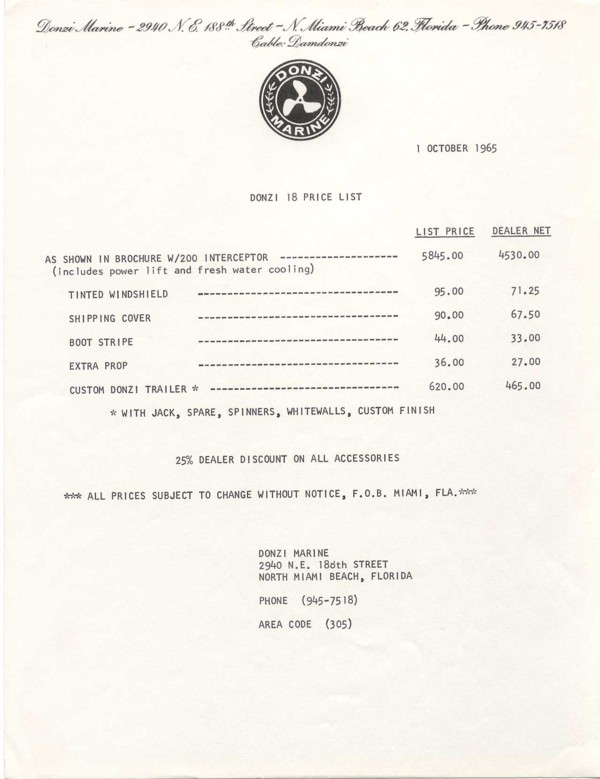 Donzi Marine - 2940 N.E. 188th Street - N. Miami Beach 62, Florida - Phone 945-7518
Cable: Damdonzi
DONZI
MARINE
1 OCTOBER 1965
DONZI 18 PRICE LIST
LIST PRICE DEALER NET
AS SHOWN IN BROCHURE W/200 INTERCEPTOR -------------------- 5845.00 4530.00
(includes power lift and fresh water cooling)
TINTED WINDSHIELD ---------------------------------- 95.00 71.25
SHIPPING COVER ---------------------------------- 90.00 67.50
BOOT STRIPE ---------------------------------- 44.00 33.00
EXTRA PROP ---------------------------------- 36.00 27.00
CUSTOM DONZI TRAILER * -------------------------------- 620.00 465.00
* WITH JACK, SPARE, SPINNERS, WHITEWALLS, CUSTOM FINISH
25% DEALER DISCOUNT ON ALL ACCESSORIES
*** ALL PRICES SUBJECT TO CHANGE WITHOUT NOTICE, F.O.B. MIAMI, FLA.***
DONZI MARINE
2940 N.E. 188th STREET
NORTH MIAMI BEACH, FLORIDA
PHONE (945-7518)
AREA CODE (305)